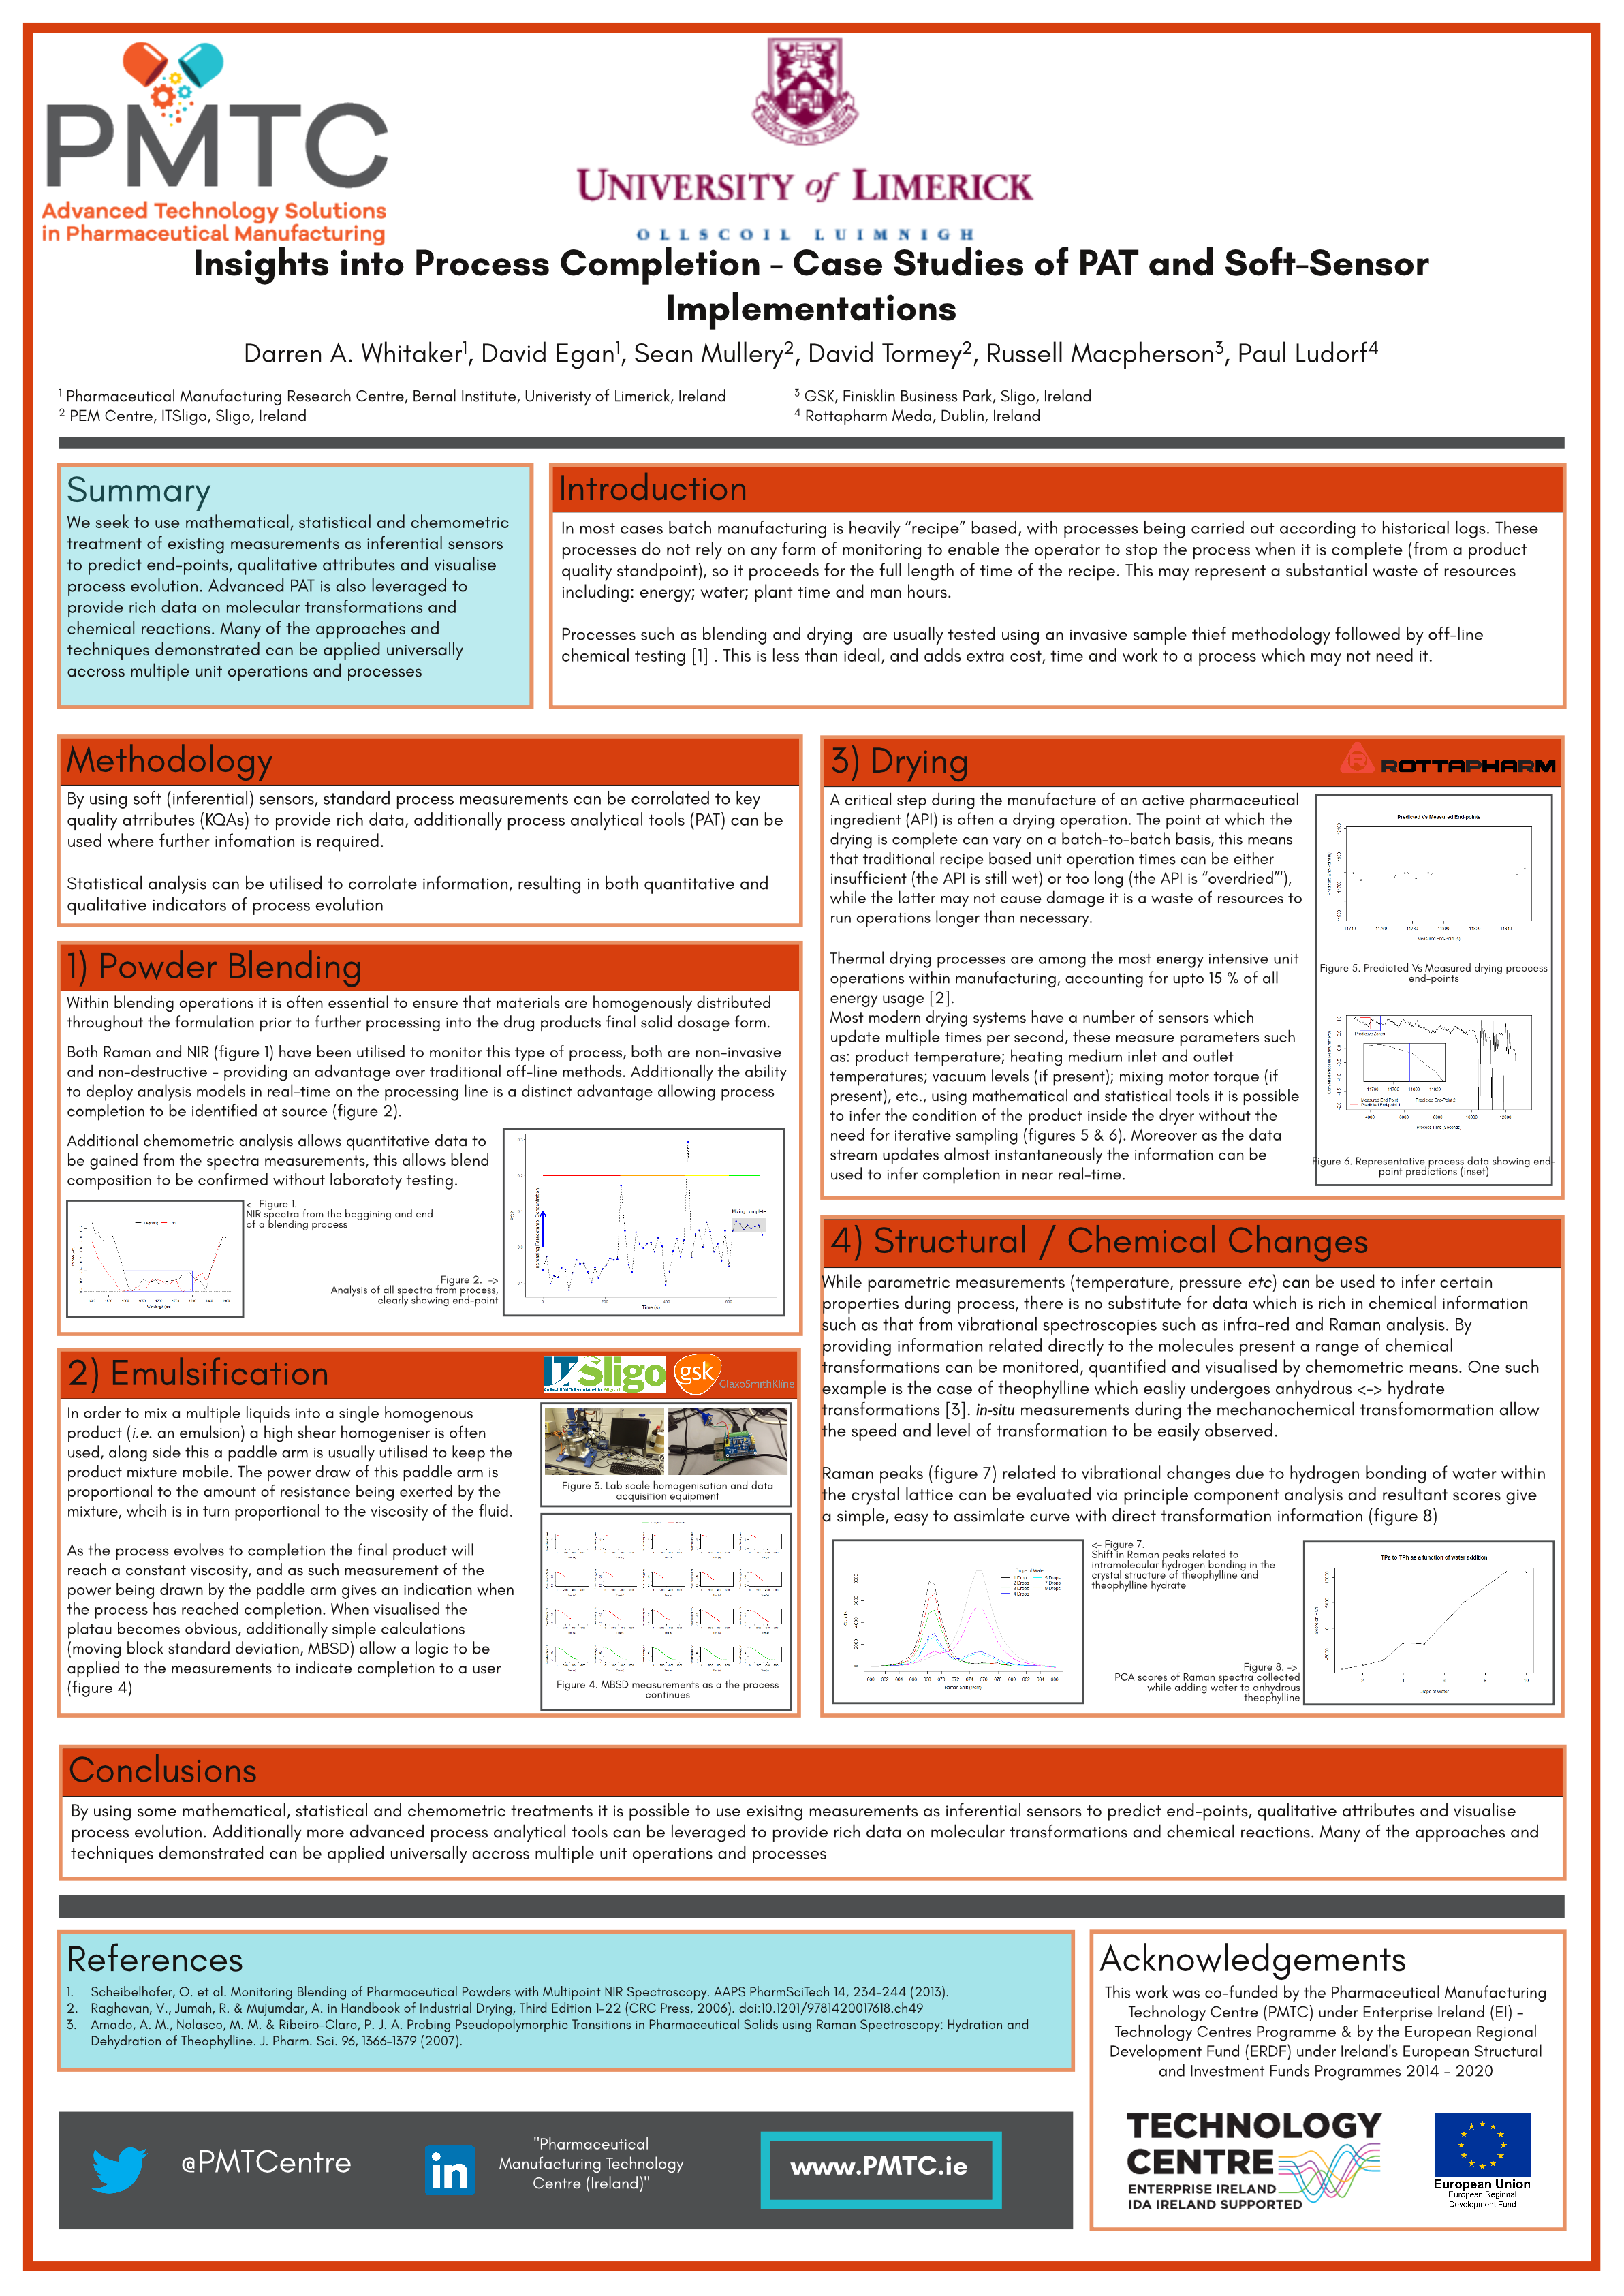 PMTC
Advanced Technology Solutions
in Pharmaceutical Manufacturing
UNIVERSITY of LIMERICK
OLLSCOIL LUIMNIGH
Insights into Process Completion - Case Studies of PAT and Soft-Sensor
Implementations
Darren A. Whitaker¹, David Egan¹, Sean Mullery², David Tormey², Russell Macpherson³, Paul Ludorf⁴
¹ Pharmaceutical Manufacturing Research Centre, Bernal Institute, Univeristy of Limerick, Ireland
² PEM Centre, ITSligo, Sligo, Ireland
³ GSK, Finisklin Business Park, Sligo, Ireland
⁴ Rottapharm Meda, Dublin, Ireland
Summary
We seek to use mathematical, statistical and chemometric
treatment of existing measurements as inferential sensors
to predict end-points, qualitative attributes and visualise
process evolution. Advanced PAT is also leveraged to
provide rich data on molecular transformations and
chemical reactions. Many of the approaches and
techniques demonstrated can be applied universally
accross multiple unit operations and processes
Introduction
In most cases batch manufacturing is heavily “recipe” based, with processes being carried out according to historical logs. These
processes do not rely on any form of monitoring to enable the operator to stop the process when it is complete (from a product
quality standpoint), so it proceeds for the full length of time of the recipe. This may represent a substantial waste of resources
including: energy; water; plant time and man hours.
Processes such as blending and drying are usually tested using an invasive sample thief methodology followed by off-line
chemical testing [1] . This is less than ideal, and adds extra cost, time and work to a process which may not need it.
Methodology
By using soft (inferential) sensors, standard process measurements can be corrolated to key
quality atrributes (KQAs) to provide rich data, additionally process analytical tools (PAT) can be
used where further infomation is required.
Statistical analysis can be utilised to corrolate information, resulting in both quantitative and
qualitative indicators of process evolution
1) Powder Blending
Within blending operations it is often essential to ensure that materials are homogenously distributed
throughout the formulation prior to further processing into the drug products final solid dosage form.
Both Raman and NIR (figure 1) have been utilised to monitor this type of process, both are non-invasive
and non-destructive - providing an advantage over traditional off-line methods. Additionally the ability
to deploy analysis models in real-time on the processing line is a distinct advantage allowing process
completion to be identified at source (figure 2).
Additional chemometric analysis allows quantitative data to
be gained from the spectra measurements, this allows blend
composition to be confirmed without laboratoty testing.
<- Figure 1.
NIR spectra from the beggining and end
of a blending process
Figure 2. ->
Analysis of all spectra from process,
clearly showing end-point
Mixing complete
Time (s)
2) Emulsification
IT Sligo
gsk
GlaxoSmithKline
In order to mix a multiple liquids into a single homogenous
product (i.e. an emulsion) a high shear homogeniser is often
used, along side this a paddle arm is usually utilised to keep the
product mixture mobile. The power draw of this paddle arm is
proportional to the amount of resistance being exerted by the
mixture, whcih is in turn proportional to the viscosity of the fluid.
As the process evolves to completion the final product will
reach a constant viscosity, and as such measurement of the
power being drawn by the paddle arm gives an indication when
the process has reached completion. When visualised the
platau becomes obvious, additionally simple calculations
(moving block standard deviation, MBSD) allow a logic to be
applied to the measurements to indicate completion to a user
(figure 4)
Figure 3. Lab scale homogenisation and data
acquisition equipment
Figure 4. MBSD measurements as a the process
continues
3) Drying
ROTTAPHARM
A critical step during the manufacture of an active pharmaceutical
ingredient (API) is often a drying operation. The point at which the
drying is complete can vary on a batch-to-batch basis, this means
that traditional recipe based unit operation times can be either
insufficient (the API is still wet) or too long (the API is “overdried”'),
while the latter may not cause damage it is a waste of resources to
run operations longer than necessary.
Thermal drying processes are among the most energy intensive unit
operations within manufacturing, accounting for upto 15 % of all
energy usage [2].
Most modern drying systems have a number of sensors which
update multiple times per second, these measure parameters such
as: product temperature; heating medium inlet and outlet
temperatures; vacuum levels (if present); mixing motor torque (if
present), etc., using mathematical and statistical tools it is possible
to infer the condition of the product inside the dryer without the
need for iterative sampling (figures 5 & 6). Moreover as the data
stream updates almost instantaneously the information can be
used to infer completion in near real-time.
Predicted Vs Measured End-points
Measured End-Point(s)
Figure 5. Predicted Vs Measured drying preocess
end-points
Process Time (Seconds)
Figure 6. Representative process data showing end-
point predictions (inset)
4) Structural / Chemical Changes
While parametric measurements (temperature, pressure etc) can be used to infer certain
properties during process, there is no substitute for data which is rich in chemical information
such as that from vibrational spectroscopies such as infra-red and Raman analysis. By
providing information related directly to the molecules present a range of chemical
transformations can be monitored, quantified and visualised by chemometric means. One such
example is the case of theophylline which easliy undergoes anhydrous <-> hydrate
transformations [3]. in-situ measurements during the mechanochemical transfomormation allow
the speed and level of transformation to be easily observed.
Raman peaks (figure 7) related to vibrational changes due to hydrogen bonding of water within
the crystal lattice can be evaluated via principle component analysis and resultant scores give
a simple, easy to assimlate curve with direct transformation information (figure 8)
Raman Shift (/cm)
<- Figure 7.
Shift in Raman peaks related to
intramolecular hydrogen bonding in the
crystal structure of theophylline and
theophylline hydrate
Figure 8. ->
PCA scores of Raman spectra collected
while adding water to anhydrous
theophylline
TPa to TPh as a function of water addition
Drops of Water
Conclusions
By using some mathematical, statistical and chemometric treatments it is possible to use exisitng measurements as inferential sensors to predict end-points, qualitative attributes and visualise
process evolution. Additionally more advanced process analytical tools can be leveraged to provide rich data on molecular transformations and chemical reactions. Many of the approaches and
techniques demonstrated can be applied universally accross multiple unit operations and processes
References
1. Scheibelhofer, O. et al. Monitoring Blending of Pharmaceutical Powders with Multipoint NIR Spectroscopy. AAPS PharmSciTech 14, 234-244 (2013).
2. Raghavan, V., Jumah, R. & Mujumdar, A. in Handbook of Industrial Drying, Third Edition 1-22 (CRC Press, 2006). doi:10.1201/9781420017618.ch49
3. Amado, A. M., Nolasco, M. M. & Ribeiro-Claro, P. J. A. Probing Pseudopolymorphic Transitions in Pharmaceutical Solids using Raman Spectroscopy: Hydration and
Dehydration of Theophylline. J. Pharm. Sci. 96, 1366-1379 (2007).
Acknowledgements
This work was co-funded by the Pharmaceutical Manufacturing
Technology Centre (PMTC) under Enterprise Ireland (EI) -
Technology Centres Programme & by the European Regional
Development Fund (ERDF) under Ireland's European Structural
and Investment Funds Programmes 2014 - 2020
TECHNOLOGY
CENTRE
ENTERPRISE IRELAND
IDA IRELAND SUPPORTED
European Union
European Regional
Development Fund
@PMTCentre
in
"Pharmaceutical
Manufacturing Technology
Centre (Ireland)"
www.PMTC.ie